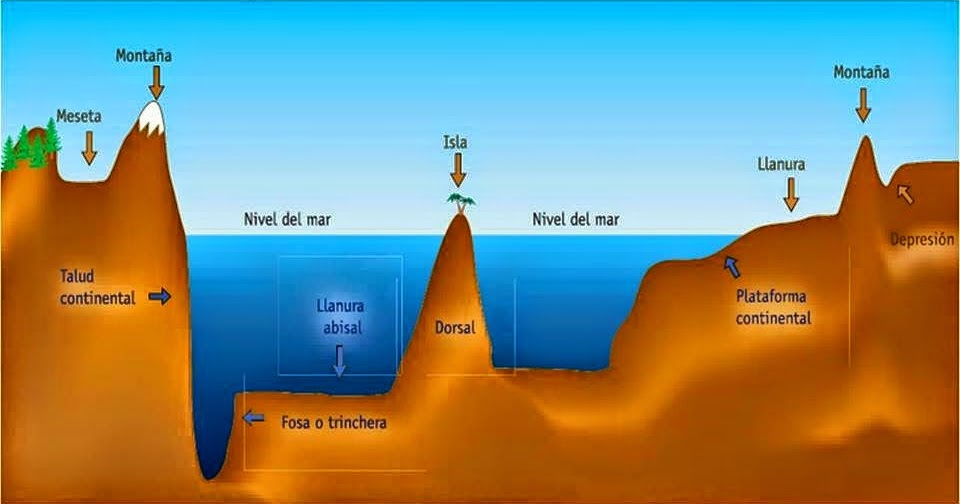 Montaña
Montaña
Meseta
Isla
Llanura
Nivel del mar
Nivel del mar
Depresión
Talud
continental
Llanura
abisal
Dorsal
Plataforma
continental
Fosa o trinchera